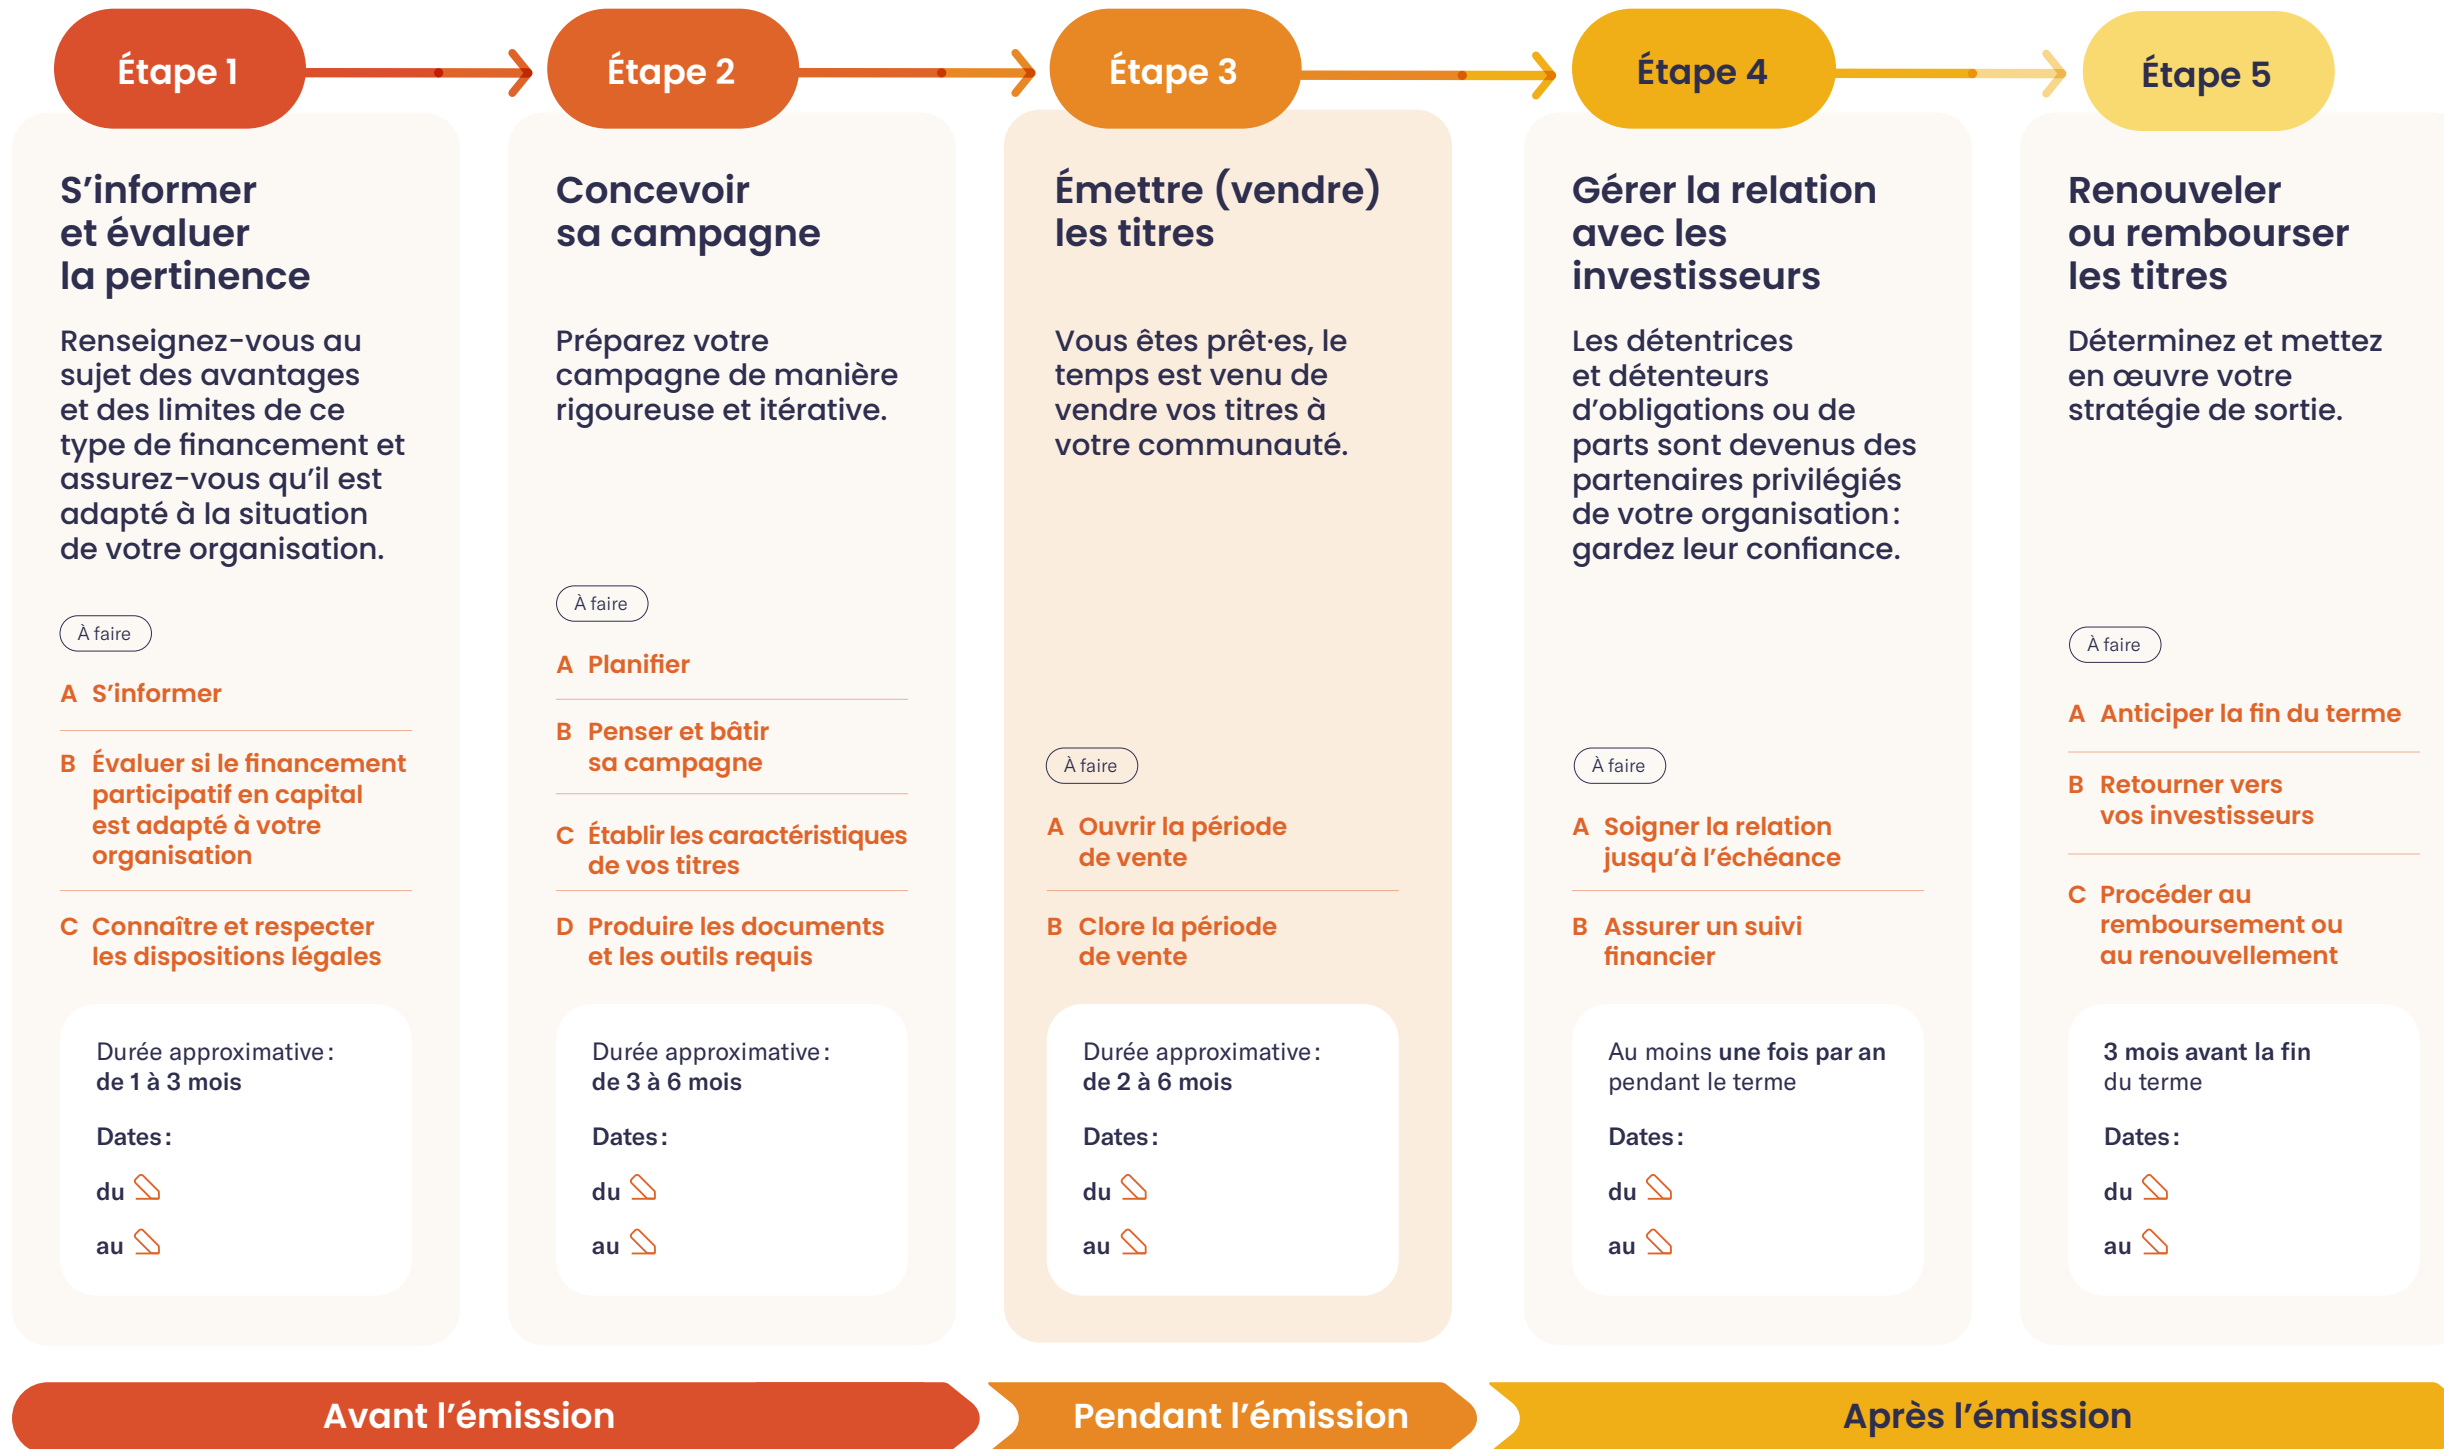 Étape 1
S’informer
et évaluer
la pertinence
Renseignez-vous au
sujet des avantages
et des limites de ce
type de financement et
assurez-vous qu’il est
adapté à la situation
de votre organisation.
À faire
A S’informer
B Évaluer si le financement
participatif en capital
est adapté à votre
organisation
C Connaître et respecter
les dispositions légales
Durée approximative :
de 1 à 3 mois
Dates :
du
au
Étape 2
Concevoir
sa campagne
Préparez votre
campagne de manière
rigoureuse et itérative.
À faire
A Planifier
B Penser et bâtir
sa campagne
C Établir les caractéristiques
de vos titres
D Produire les documents
et les outils requis
Durée approximative :
de 3 à 6 mois
Dates :
du
au
Étape 3
Émettre (vendre)
les titres
Vous êtes prêt·es, le
temps est venu de
vendre vos titres à
votre communauté.
À faire
A Ouvrir la période
de vente
B Clore la période
de vente
Durée approximative :
de 2 à 6 mois
Dates :
du
au
Étape 4
Gérer la relation
avec les
investisseurs
Les détentrices
et détenteurs
d’obligations ou de
parts sont devenus des
partenaires privilégiés
de votre organisation :
gardez leur confiance.
À faire
A Soigner la relation
jusqu’à l’échéance
B Assurer un suivi
financier
Au moins une fois par an
pendant le terme
Dates :
du
au
Étape 5
Renouveler
ou rembourser
les titres
Déterminez et mettez
en œuvre votre
stratégie de sortie.
À faire
A Anticiper la fin du terme
B Retourner vers
vos investisseurs
C Procéder au
remboursement ou
au renouvellement
3 mois avant la fin
du terme
Dates :
du
au
Avant l’émission
Pendant l’émission
Après l’émission